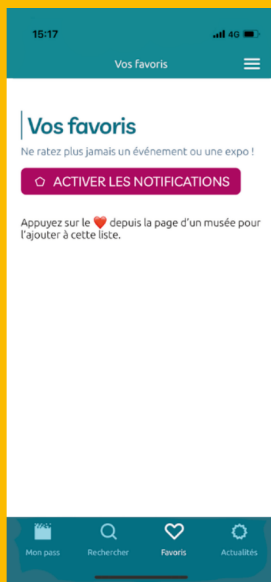 15:17
4G
Vos favoris
Vos favoris
Ne ratez plus jamais un événement ou une expo !
ACTIVER LES NOTIFICATIONS
Appuyez sur le ❤️ depuis la page d'un musée pour
l'ajouter à cette liste.
Mon pass Rechercher Favoris Actualités